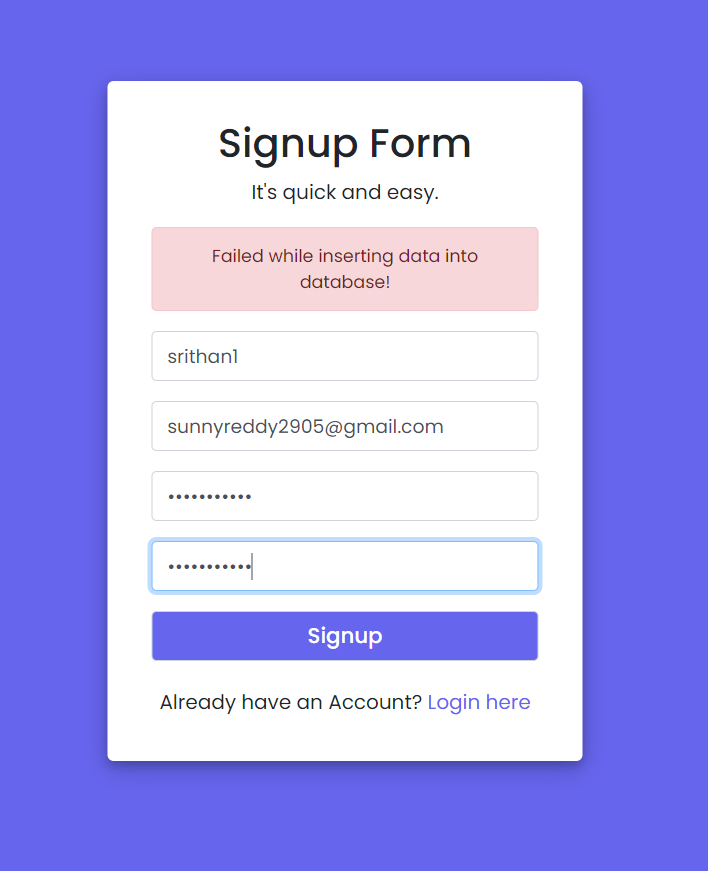 Signup Form
It's quick and easy.
Failed while inserting data into
database!
srithan1
sunnyreddy2905@gmail.com
•••••••••••
•••••••••••
Signup
Already have an Account? Login here